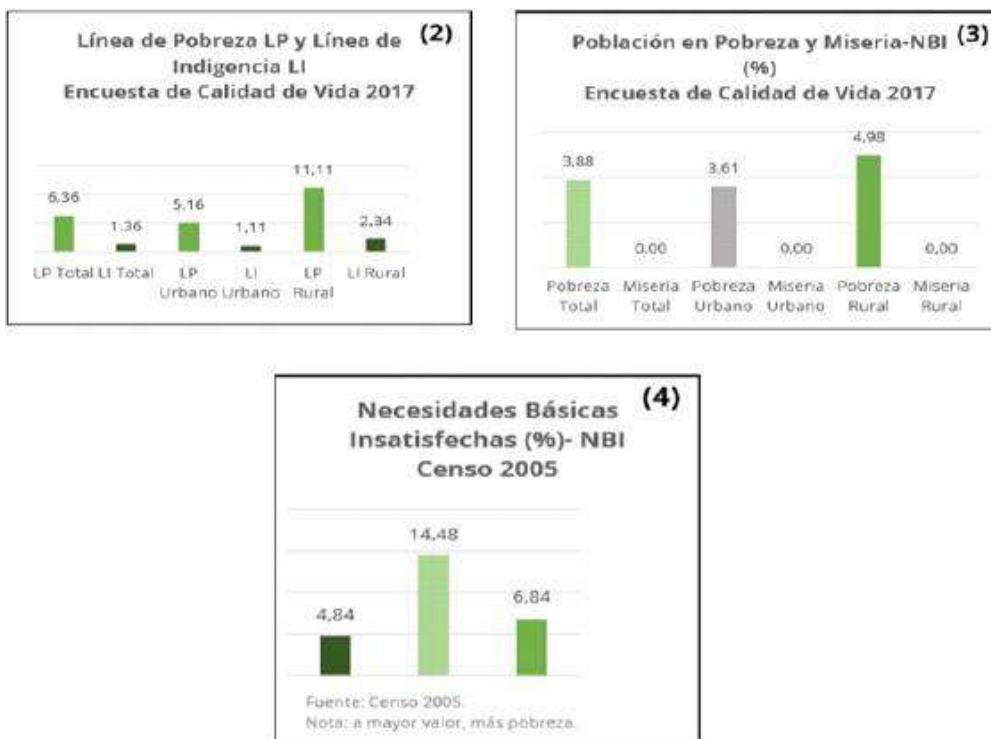 Línea de Pobreza LP y Línea de (2)
Indigencia LI
Encuesta de Calidad de Vida 2017
6,36
1,36
5,16
1,11
11,11
2,34
LP Total LI Total LP LI LP LI Rural
Urbano Urbano Rural
Población en Pobreza y Miseria-NBI (3)
(%)
Encuesta de Calidad de Vida 2017
3,88
0,00
3,61
0,00
4,98
0,00
Pobreza Miseria Pobreza Miseria Pobreza Miseria
Total Total Urbano Urbano Rural Rural
Necesidades Básicas (4)
Insatisfechas (%)- NBI
Censo 2005
4,84
14,48
6,84
Fuente: Censo 2005.
Nota: a mayor valor, más pobreza.